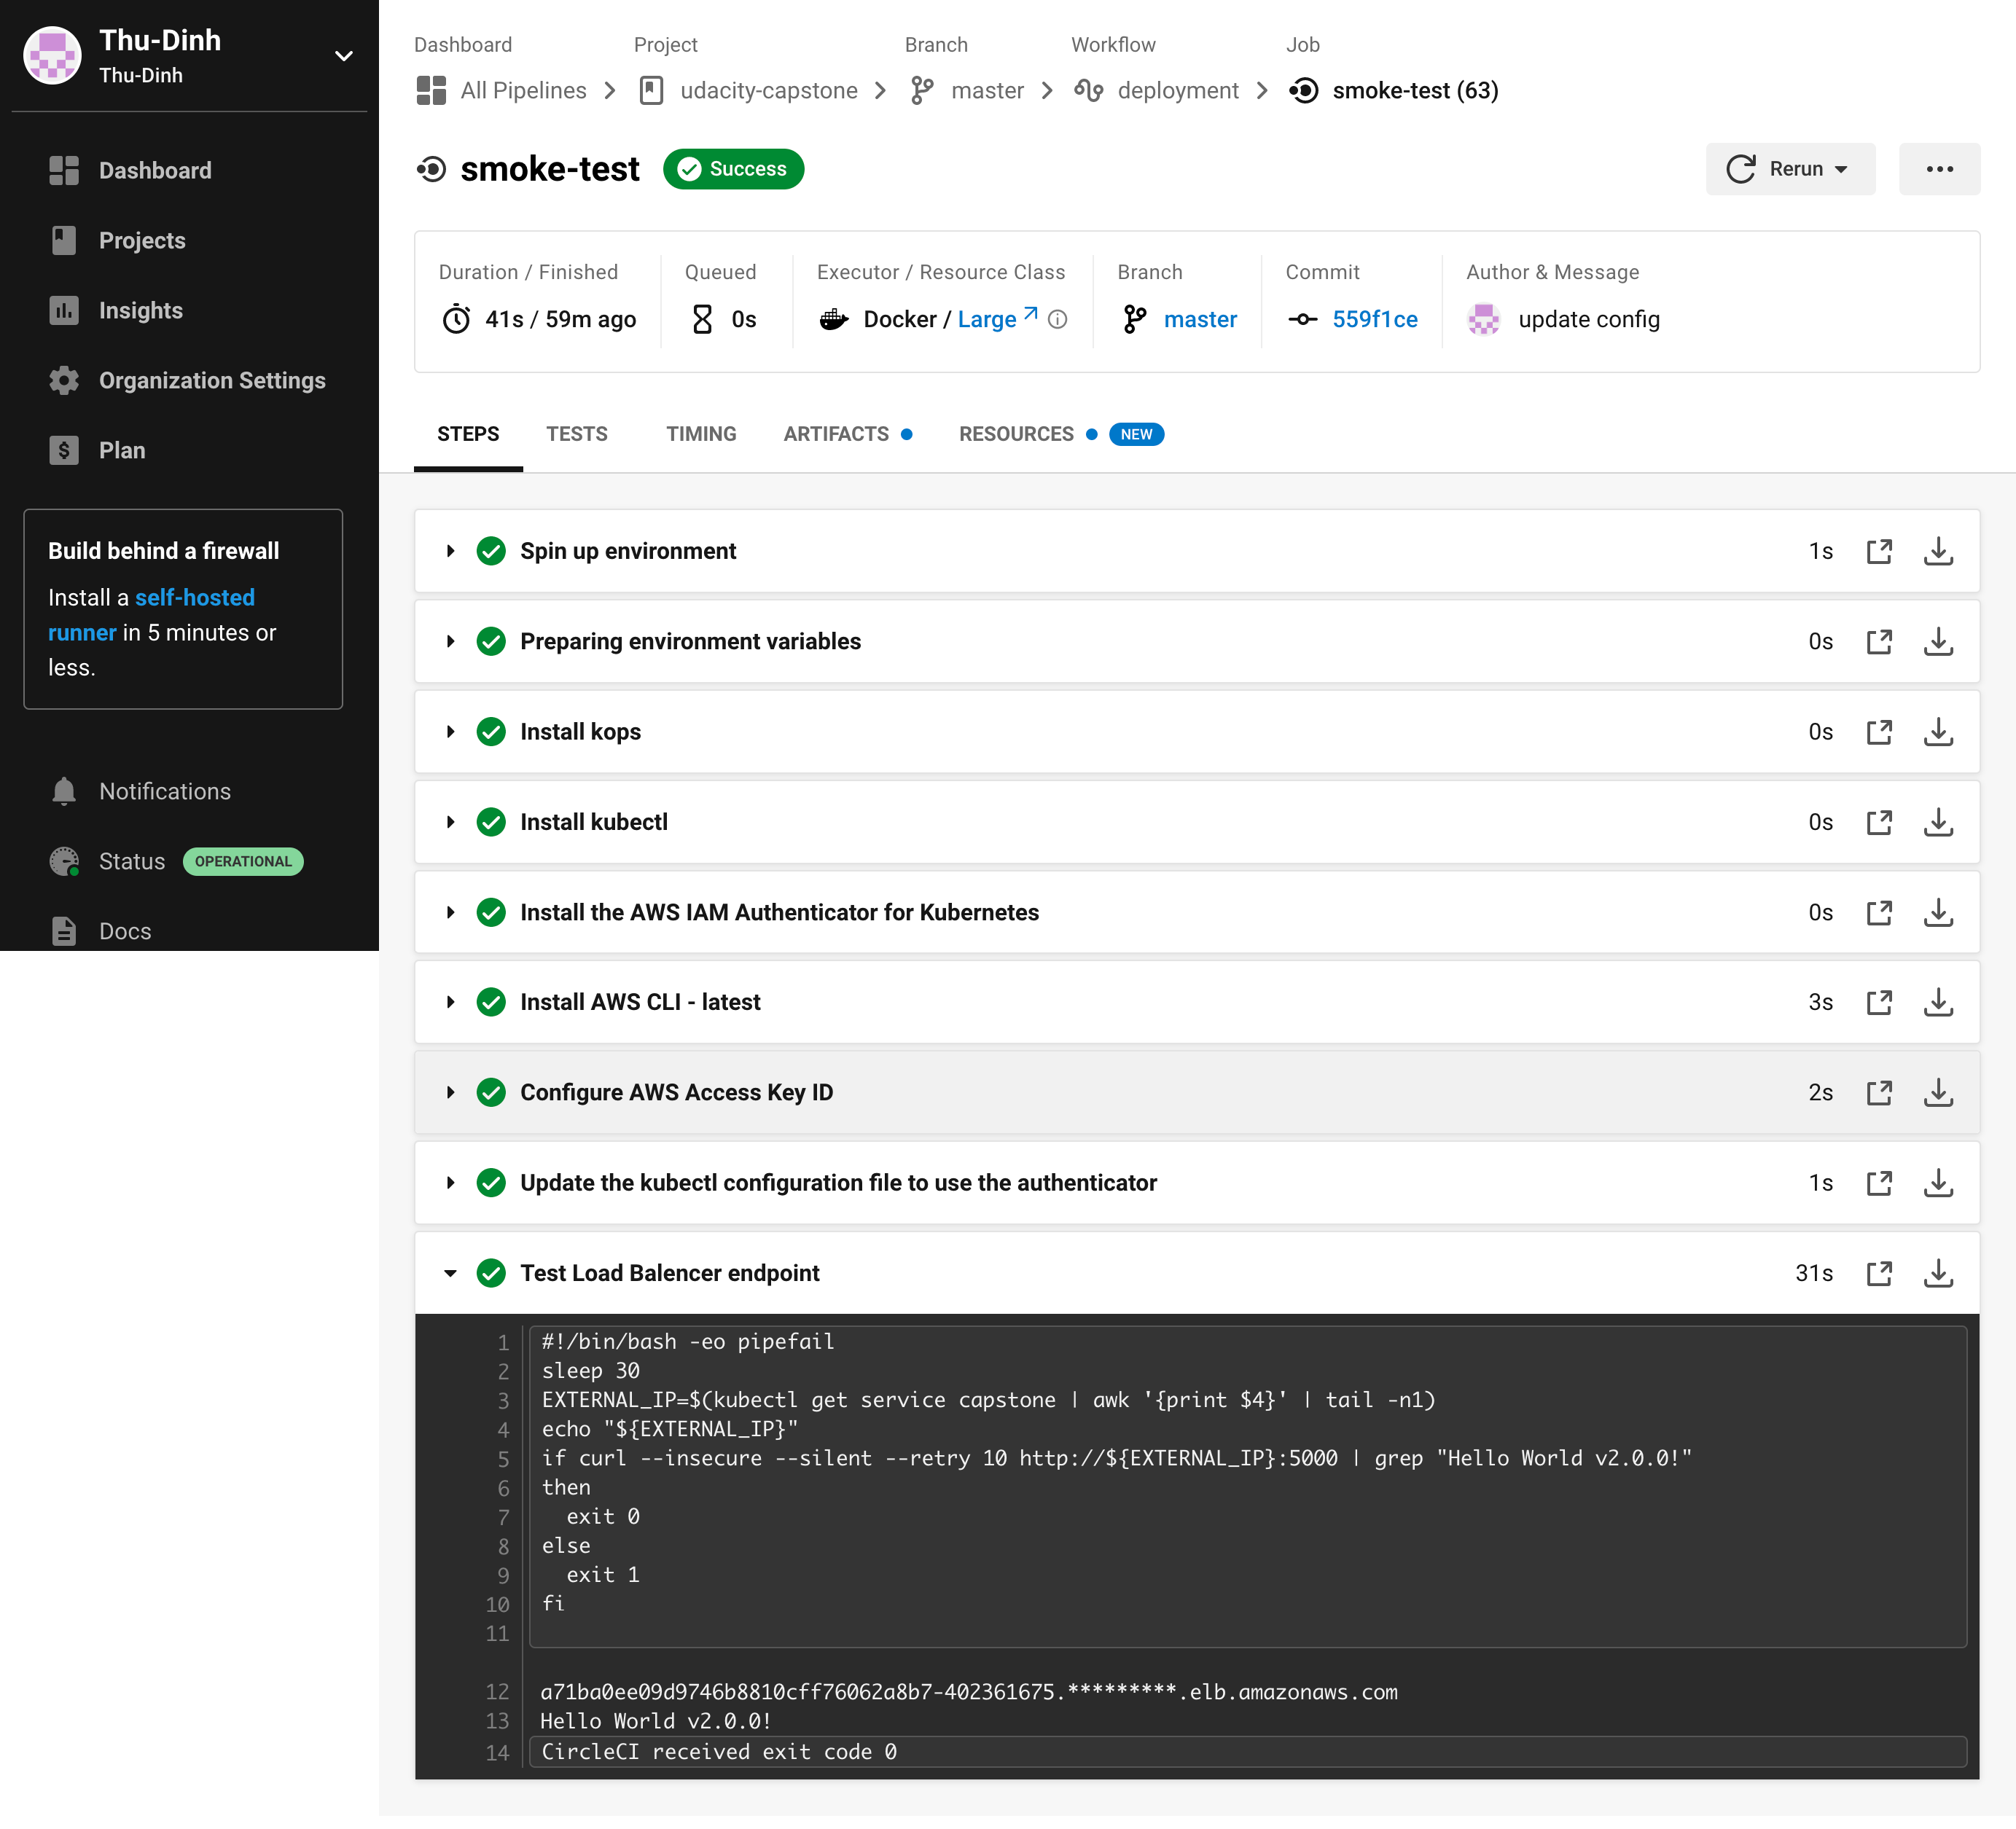 Thu-Dinh
Thu-Dinh
Dashboard
Projects
Insights
Organization Settings
Plan
Build behind a firewall
Install a self-hosted
runner in 5 minutes or
less.
Notifications
Status OPERATIONAL
Docs
Dashboard Project Branch Workflow Job
All Pipelines udacity-capstone master deployment smoke-test (63)
smoke-test Success Rerun
Duration / Finished Queued Executor / Resource Class Branch Commit Author & Message
41s / 59m ago 0s Docker / Large master 559f1ce update config
STEPS TESTS TIMING ARTIFACTS RESOURCES NEW
Spin up environment 1s
Preparing environment variables 0s
Install kops 0s
Install kubectl 0s
Install the AWS IAM Authenticator for Kubernetes 0s
Install AWS CLI - latest 3s
Configure AWS Access Key ID 2s
Update the kubectl configuration file to use the authenticator 1s
Test Load Balencer endpoint 31s
1 #!/bin/bash -eo pipefail
2 sleep 30
3 EXTERNAL_IP=$(kubectl get service capstone | awk '{print $4}' | tail -n1)
4 echo "${EXTERNAL_IP}"
5 if curl --insecure --silent --retry 10 http://${EXTERNAL_IP}:5000 | grep "Hello World v2.0.0!"
6 then
7 exit 0
8 else
9 exit 1
10 fi
11
12 a71ba0ee09d9746b8810cff76062a8b7-402361675.*********.elb.amazonaws.com
13 Hello World v2.0.0!
14 CircleCI received exit code 0